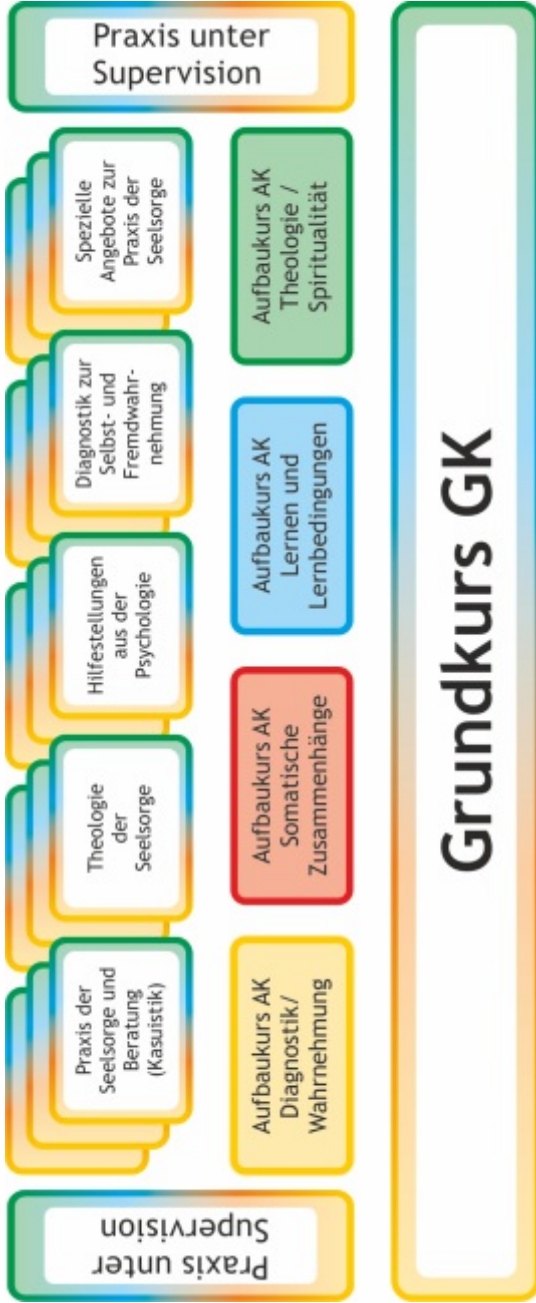 Praxis unter
Supervision
Praxis der
Seelsorge und
Beratung
(Kasuistik)
Theologie
der
Seelsorge
Hilfestellungen
aus der
Psychologie
Diagnostik zur
Selbst- und
Fremdwahr-
nehmung
Spezielle
Angebote zur
Praxis der
Seelsorge
Praxis unter
Supervision
Aufbaukurs AK
Diagnostik/
Wahrnehmung
Aufbaukurs AK
Somatische
Zusammenhänge
Aufbaukurs AK
Lernen und
Lernbedingungen
Aufbaukurs AK
Theologie /
Spiritualität
Grundkurs GK